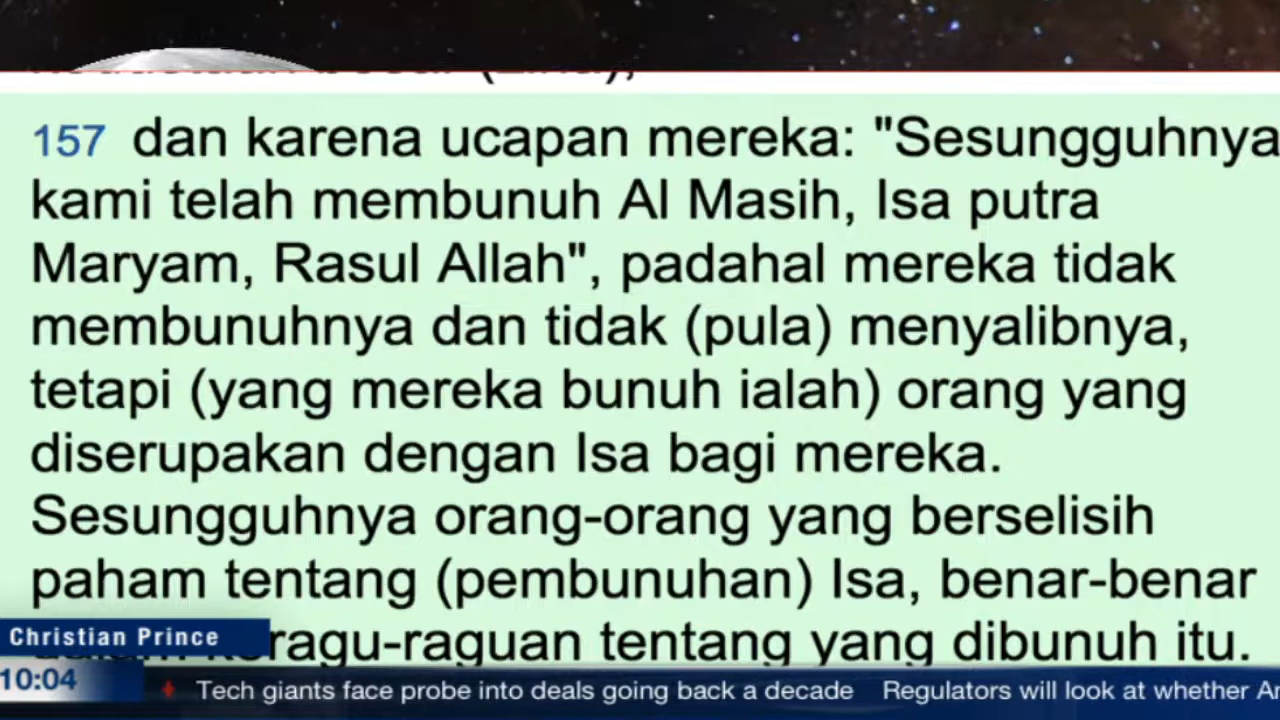 157 dan karena ucapan mereka: "Sesungguhnya
kami telah membunuh Al Masih, Isa putra
Maryam, Rasul Allah", padahal mereka tidak
membunuhnya dan tidak (pula) menyalibnya,
tetapi (yang mereka bunuh ialah) orang yang
diserupakan dengan Isa bagi mereka.
Sesungguhnya orang-orang yang berselisih
paham tentang (pembunuhan) Isa, benar-benar
tentang yang dibunuh itu.
Christian Prince
10:04 Tech giants face probe into deals going back a decade Regulators will look at whether